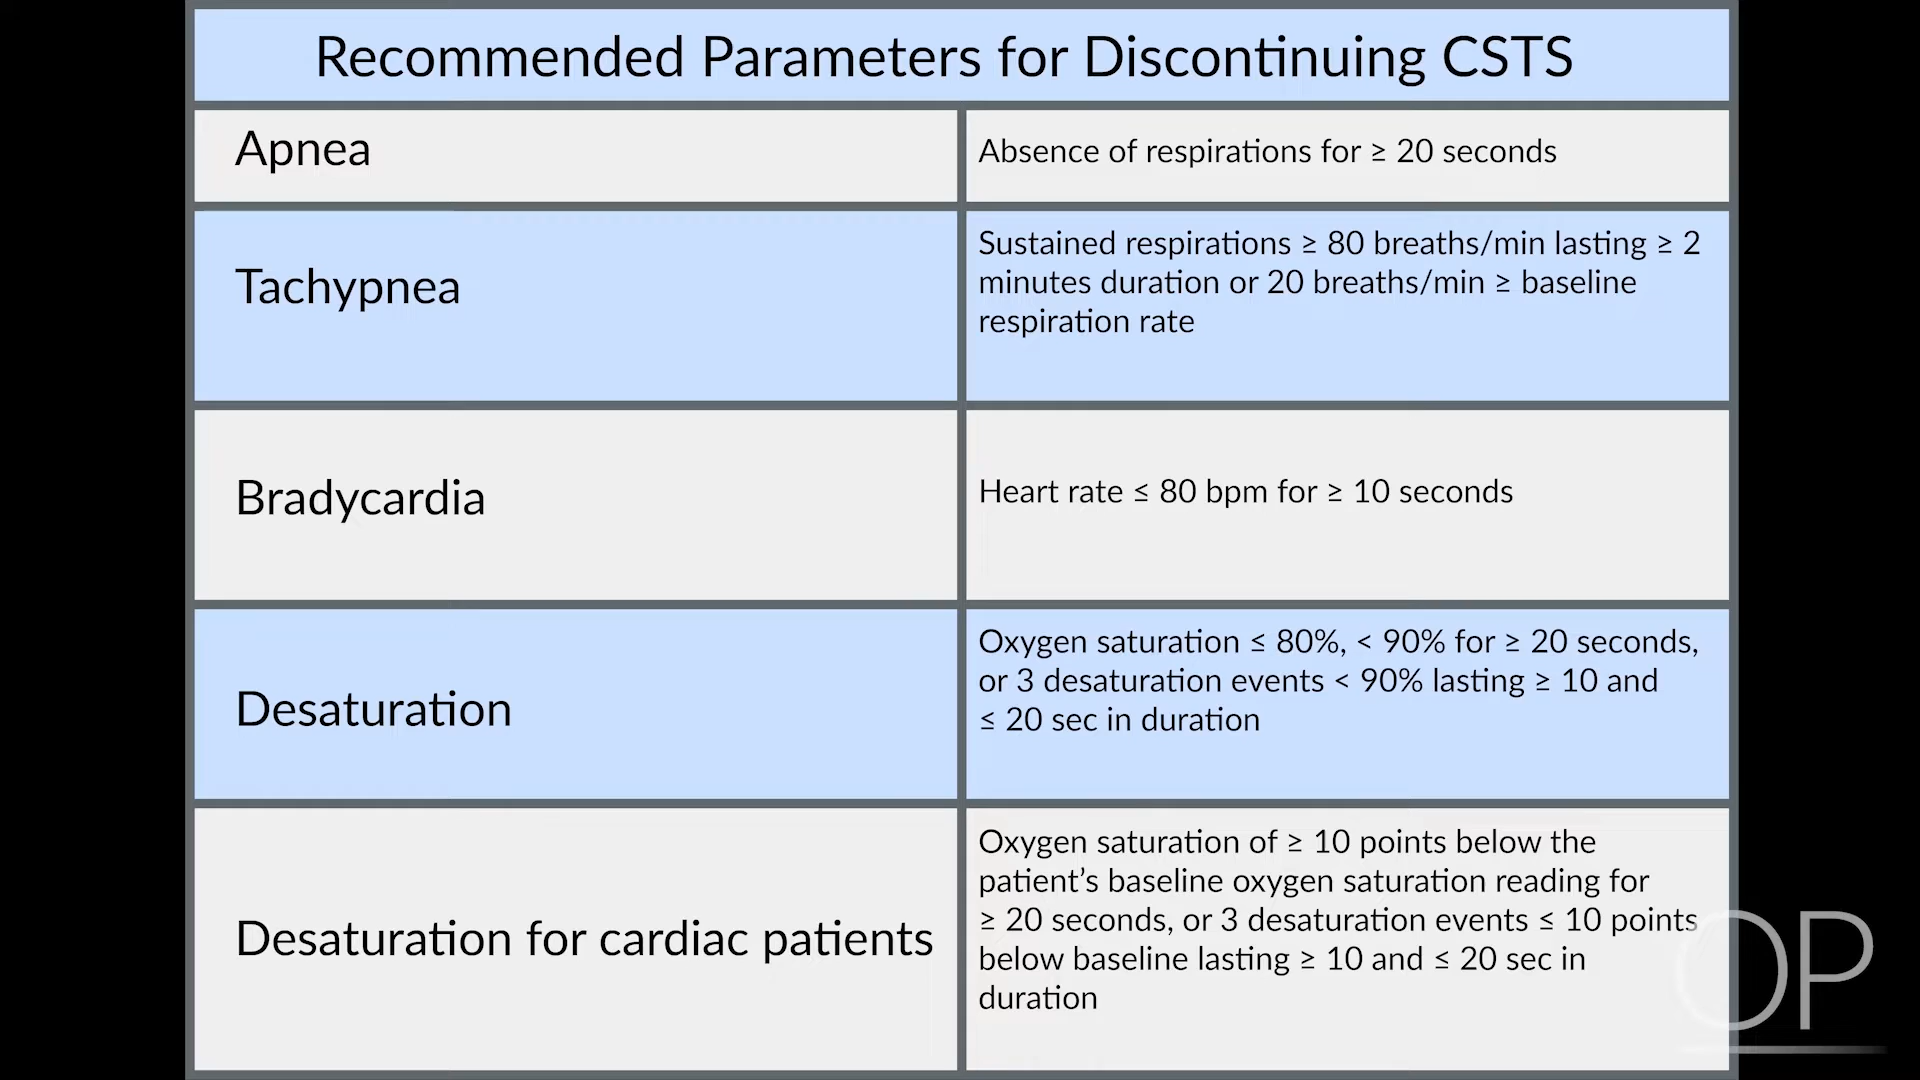 Recommended Parameters for Discontinuing CSTS
Apnea
Absence of respirations for ≥ 20 seconds
Tachypnea
Sustained respirations ≥ 80 breaths/min lasting ≥ 2
minutes duration or 20 breaths/min ≥ baseline
respiration rate
Bradycardia
Heart rate ≤ 80 bpm for ≥ 10 seconds
Desaturation
Oxygen saturation ≤ 80%, < 90% for ≥ 20 seconds,
or 3 desaturation events < 90% lasting ≥ 10 and
≤ 20 sec in duration
Desaturation for cardiac patients
Oxygen saturation of ≥ 10 points below the
patient’s baseline oxygen saturation reading for
≥ 20 seconds, or 3 desaturation events ≤ 10 points
below baseline lasting ≥ 10 and ≤ 20 sec in
duration
OP